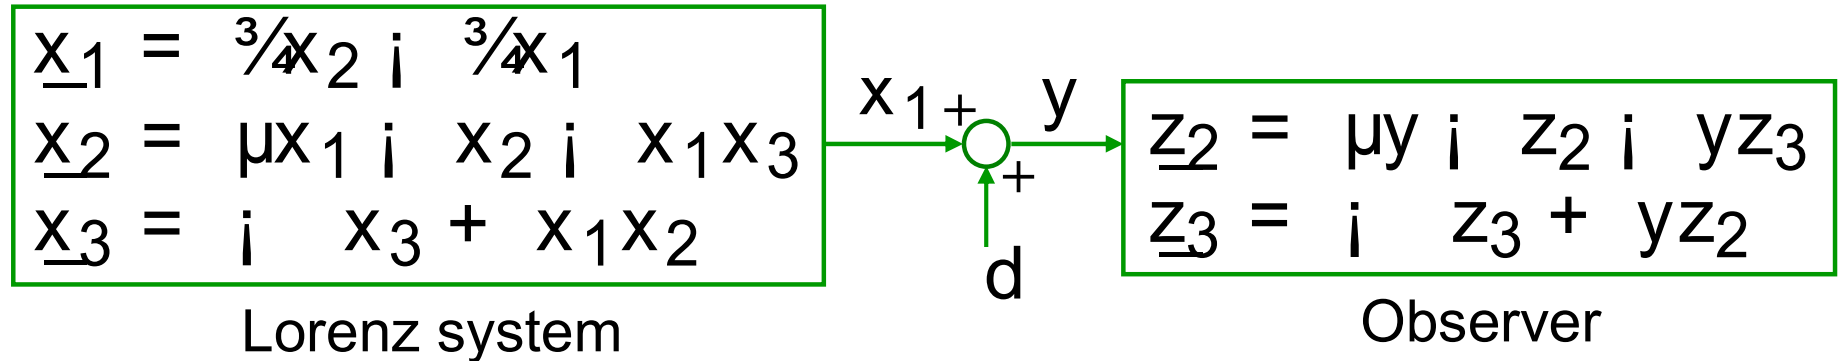 x1 = ¾x2 ¡ ¾x1
x2 = µx1 ¡ x2 ¡ x1x3
x3 = ¡ x3 + x1x2
Lorenz system
x1 +
+
d
y
z2 = µy ¡ z2 ¡ yz3
z3 = ¡ z3 + yz2
Observer